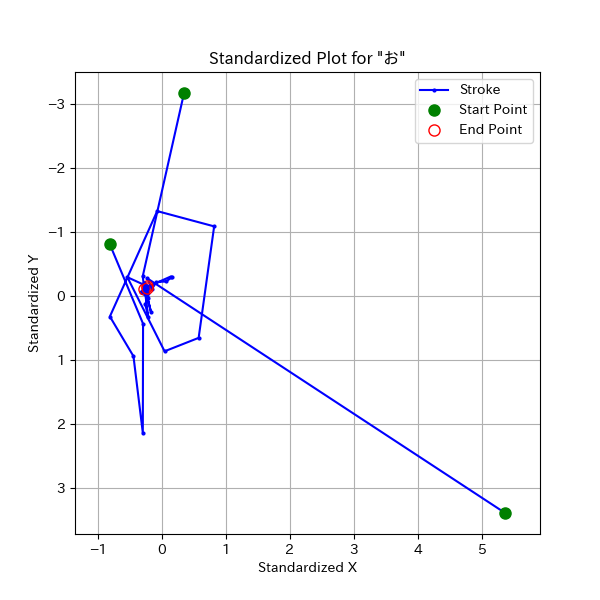 Standardized Plot for "お"
Stroke
Start Point
End Point
Standardized Y
−3
−2
−1
0
1
2
3
−1
0
1
2
3
4
5
Standardized X